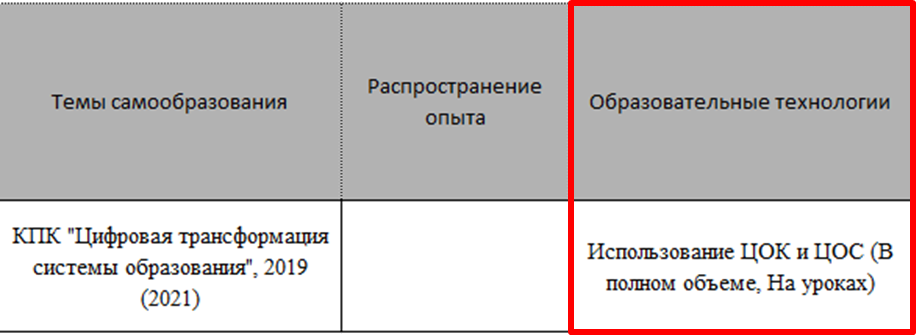 Темы самообразования
Распространение
опыта
Образовательные технологии
КПК "Цифровая трансформация
системы образования", 2019
(2021)
Использование ЦОК и ЦОС (В
полном объеме, На уроках)